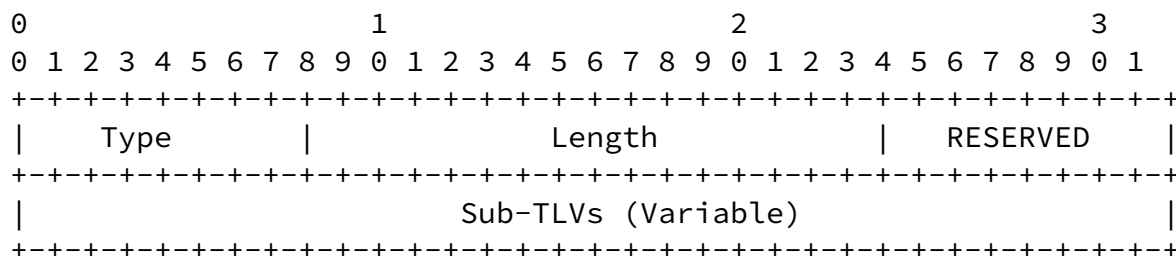 0                   1                   2                   3
0 1 2 3 4 5 6 7 8 9 0 1 2 3 4 5 6 7 8 9 0 1 2 3 4 5 6 7 8 9 0 1
+-+-+-+-+-+-+-+-+-+-+-+-+-+-+-+-+-+-+-+-+-+-+-+-+-+-+-+-+-+-+-+-+
|    Type       |             Length            |   RESERVED    |
+-+-+-+-+-+-+-+-+-+-+-+-+-+-+-+-+-+-+-+-+-+-+-+-+-+-+-+-+-+-+-+-+
|                        Sub-TLVs (Variable)                    |
+-+-+-+-+-+-+-+-+-+-+-+-+-+-+-+-+-+-+-+-+-+-+-+-+-+-+-+-+-+-+-+-+